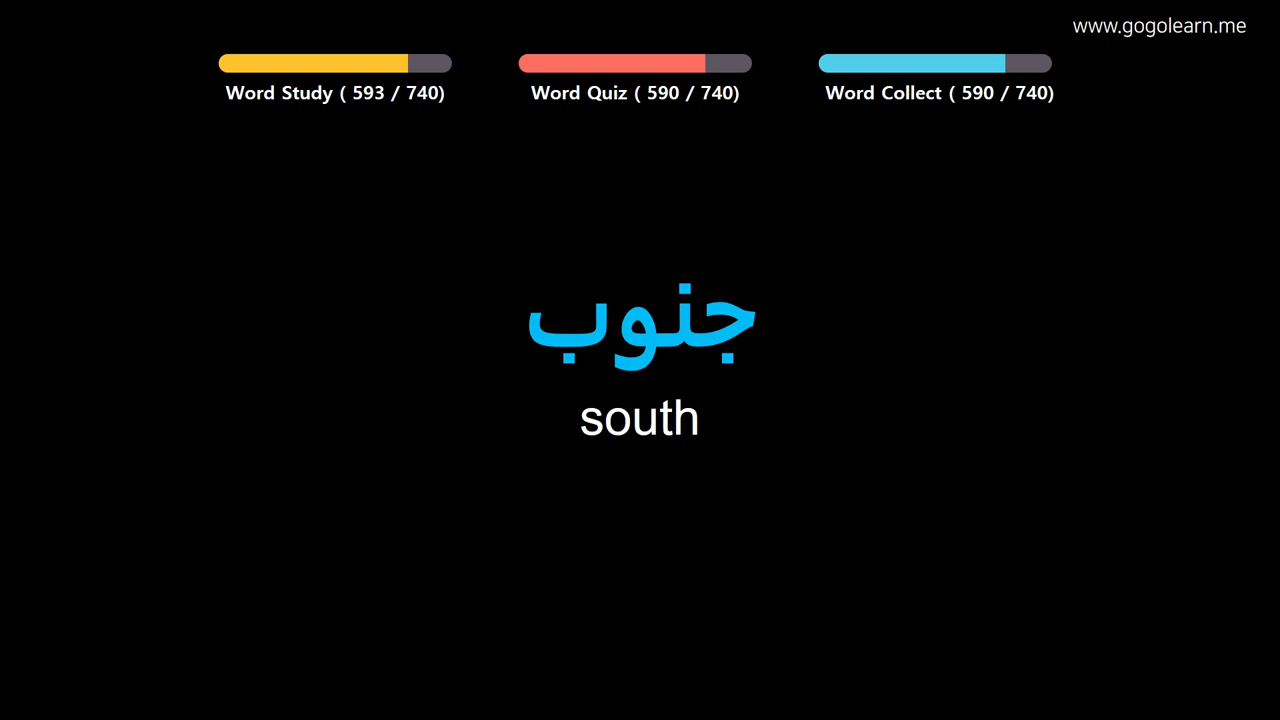 www.gogolearn.me
Word Study ( 593 / 740)
Word Quiz ( 590 / 740)
Word Collect ( 590 / 740)
جنوب
south